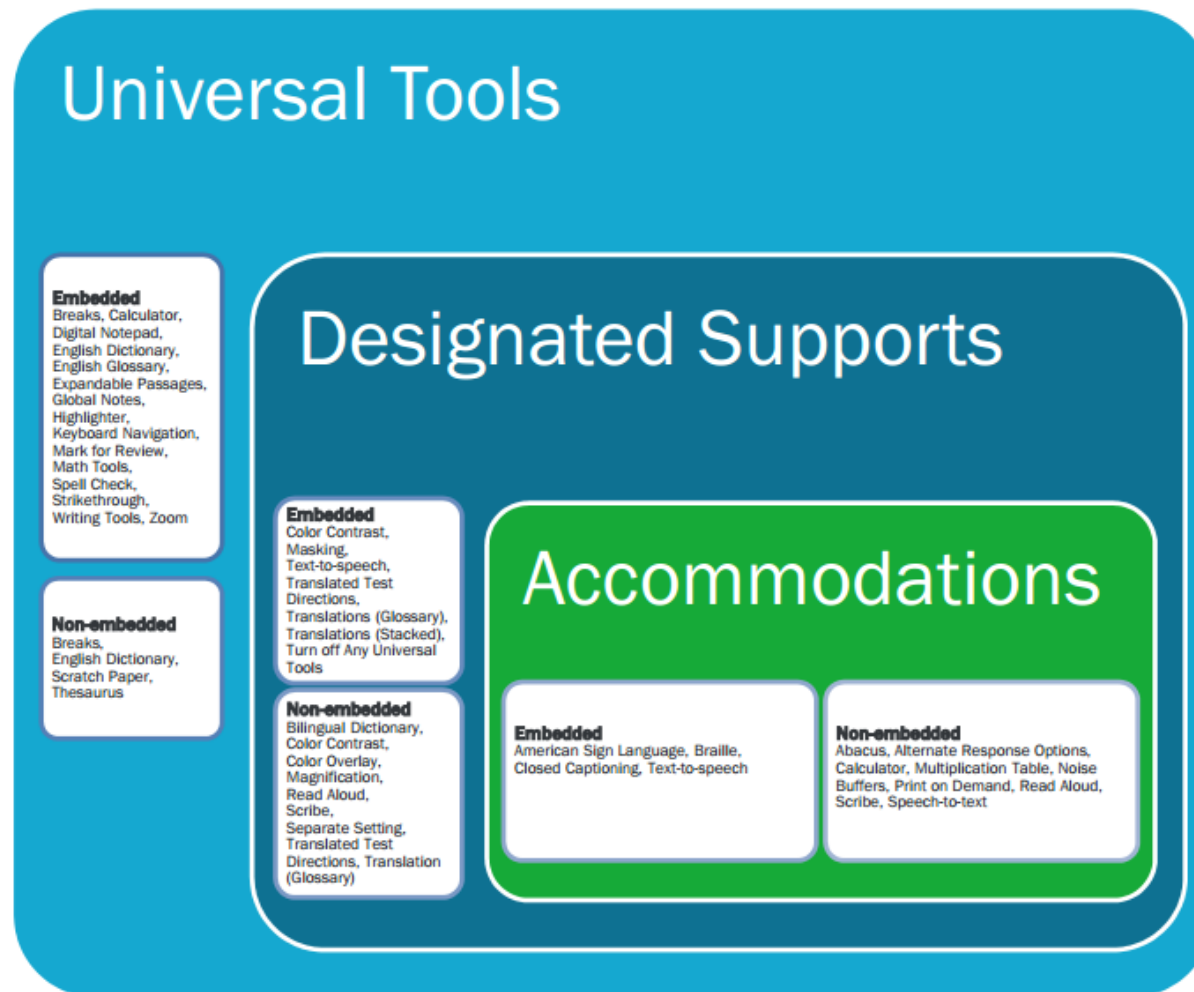 Universal Tools
Embedded
Breaks, Calculator,
Digital Notepad,
English Dictionary,
English Glossary,
Expandable Passages,
Global Notes,
Highlighter,
Keyboard Navigation,
Mark for Review,
Math Tools,
Spell Check,
Strikethrough,
Writing Tools, Zoom
Non-embedded
Breaks,
English Dictionary,
Scratch Paper,
Thesaurus
Designated Supports
Embedded
Color Contrast,
Masking,
Text-to-speech,
Translated Test
Directions,
Translations (Glossary),
Translations (Stacked),
Turn off Any Universal
Tools
Non-embedded
Bilingual Dictionary,
Color Contrast,
Color Overlay,
Magnification,
Read Aloud,
Scribe,
Separate Setting,
Translated Test
Directions, Translation
(Glossary)
Accommodations
Embedded
American Sign Language, Braille,
Closed Captioning, Text-to-speech
Non-embedded
Abacus, Alternate Response Options,
Calculator, Multiplication Table, Noise
Buffers, Print on Demand, Read Aloud,
Scribe, Speech-to-text